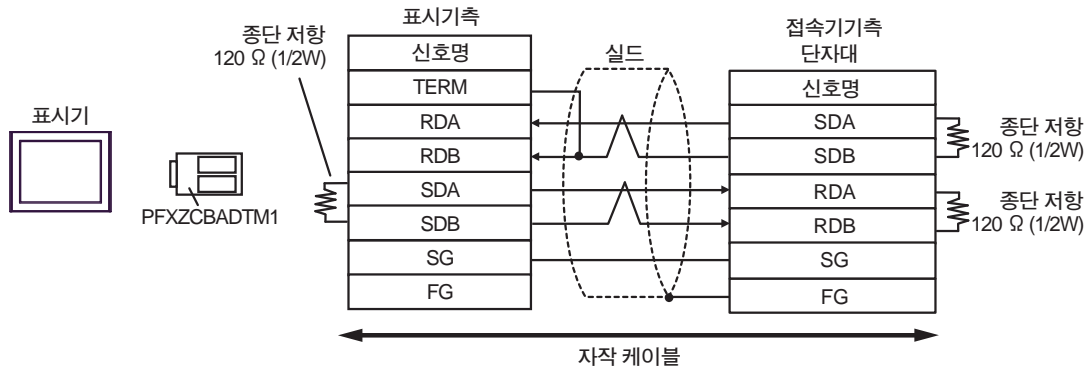 표시기
PFXZCBADTM1
종단 저항
120 Ω (1/2W)
표시기측
신호명
TERM
RDA
RDB
SDA
SDB
SG
FG
실드
접속기기측
단자대
신호명
SDA
SDB
RDA
RDB
SG
FG
종단 저항
120 Ω (1/2W)
종단 저항
120 Ω (1/2W)
자작 케이블